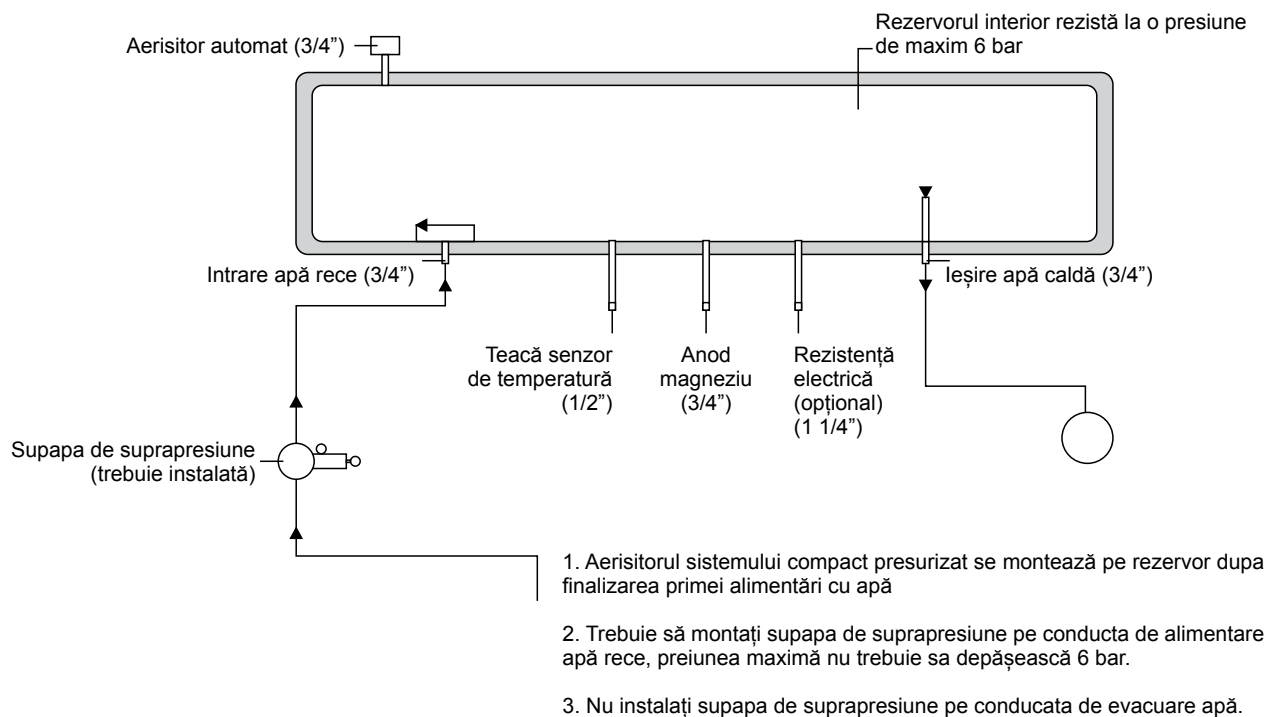 Aerisitor automat (3/4”)
Rezervorul interior rezistă la o presiune
de maxim 6 bar
Intrare apă rece (3/4”)
Ieșire apă caldă (3/4”)
Teacă senzor
de temperatură
(1/2”)
Anod
magneziu
(3/4”)
Rezistență
electrică
(opțional)
(1 1/4”)
Supapa de suprapresiune
(trebuie instalată)
1. Aerisitorul sistemului compact presurizat se montează pe rezervor dupa
finalizarea primei alimentări cu apă
2. Trebuie să montați supapa de suprapresiune pe conducta de alimentare
apă rece, preiunea maximă nu trebuie sa depășească 6 bar.
3. Nu instalați supapa de suprapresiune pe conducata de evacuare apă.